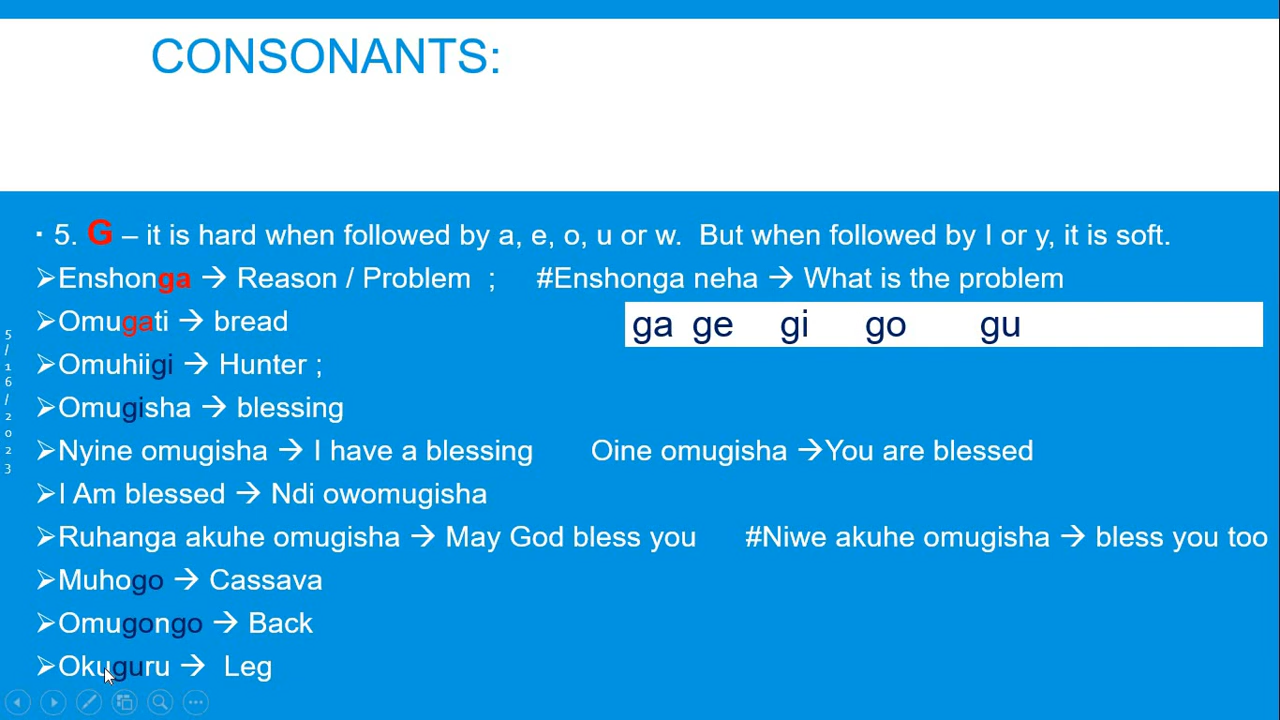 CONSONANTS:
▪ 5. G – it is hard when followed by a, e, o, u or w. But when followed by I or y, it is soft.
➢Enshonga → Reason / Problem ; #Enshonga neha → What is the problem
➢Omugati → bread
ga ge gi go gu
➢Omuhiigi → Hunter ;
➢Omugisha → blessing
➢Nyine omugisha → I have a blessing Oine omugisha →You are blessed
➢I Am blessed → Ndi owomugisha
➢Ruhanga akuhe omugisha → May God bless you #Niwe akuhe omugisha → bless you too
➢Muhogo → Cassava
➢Omugongo → Back
➢Okuguru → Leg
5/16/2023